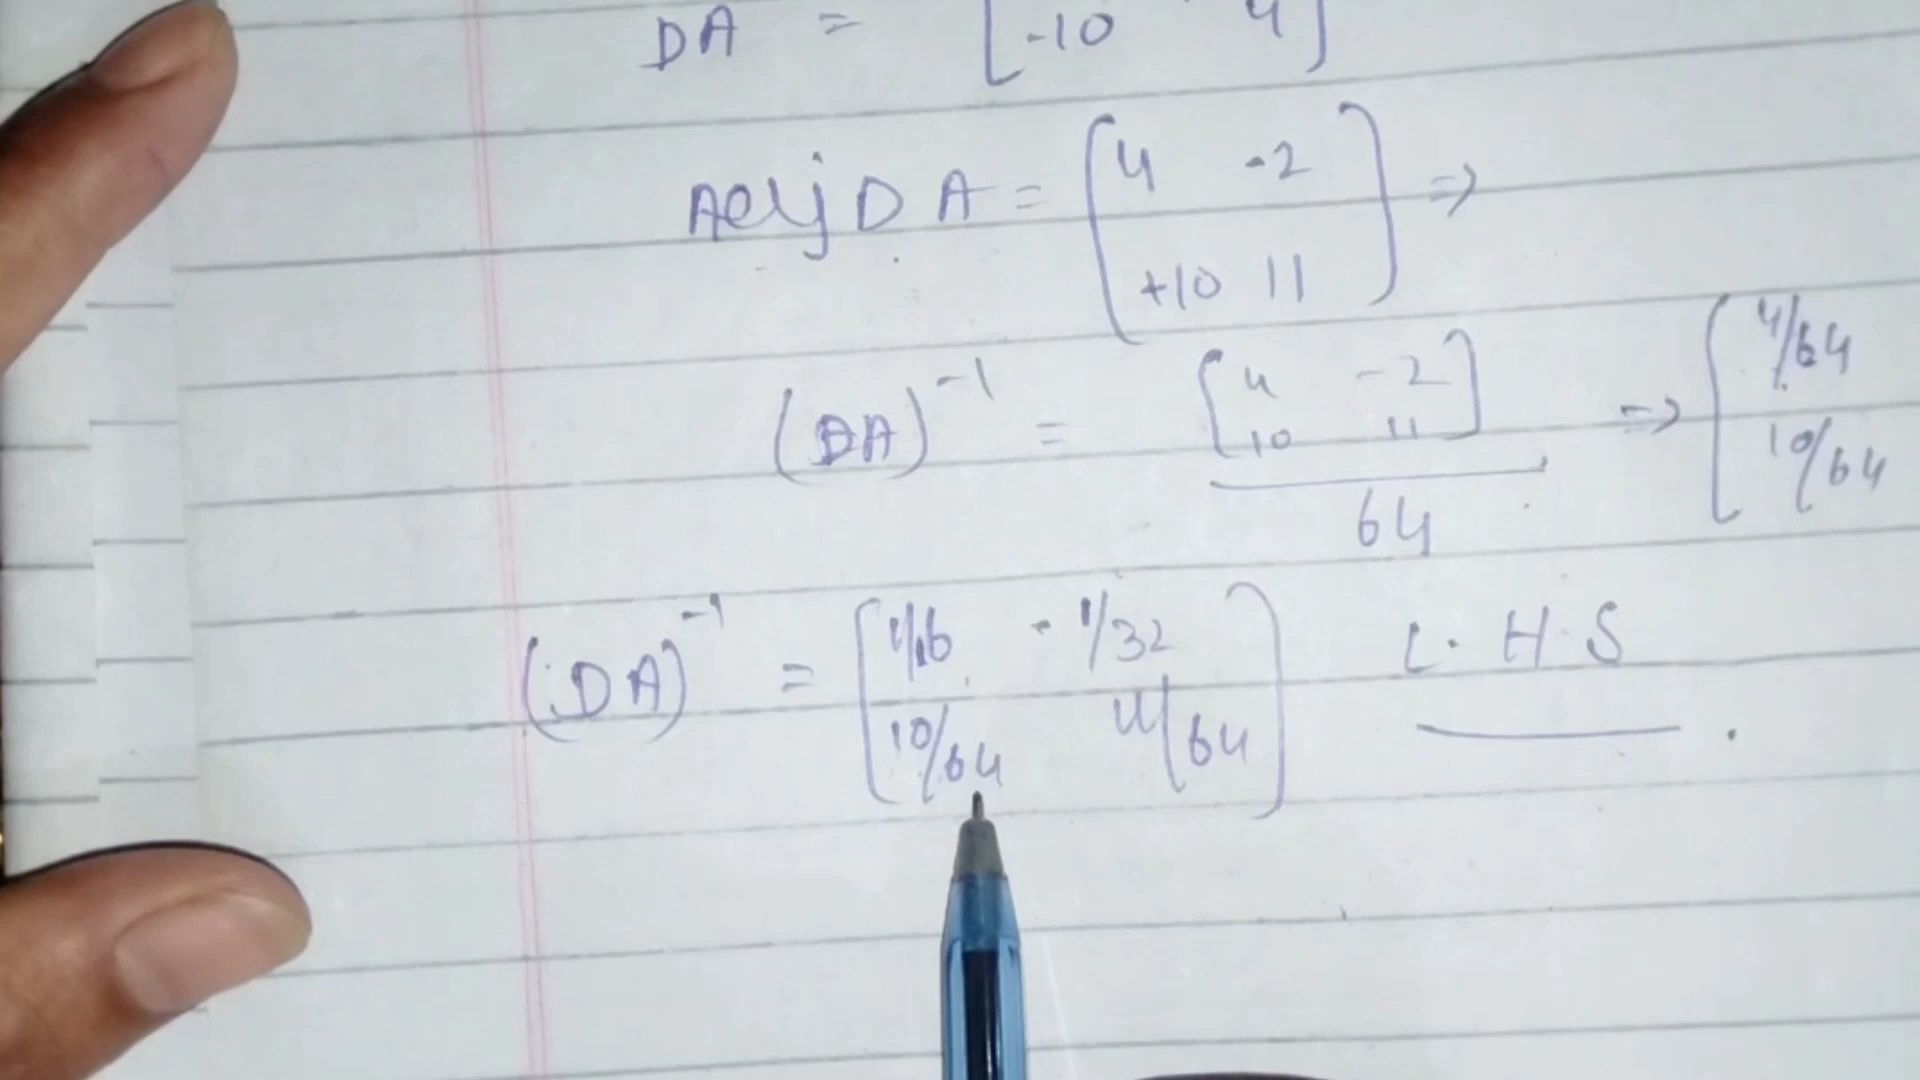 DA = [-10 4]
Adj DA = [4 -2
+10 11] ⇒
(DA)⁻¹ = [4 -2
10 11] / 64 ⇒ [4/64
10/64
(DA)⁻¹ = [1/16 -1/32
10/64 11/64] L.H.S.